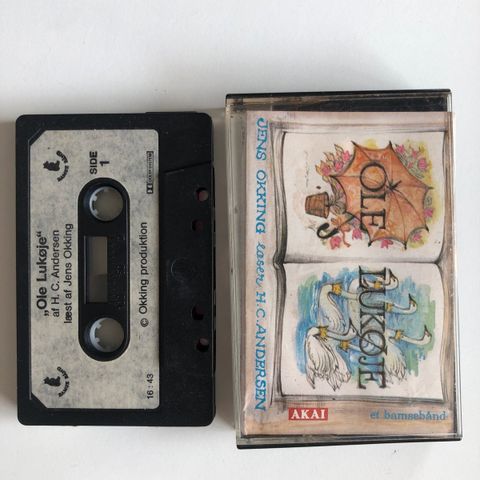 „Ole Lukøje“
af H. C. Andersen
læst af Jens Okking
SIDE
1
© Okking produktion
16:43
JENS OKKING læser H.C. ANDERSEN
OLE
LUKØJE
AKAI
et bamsebånd